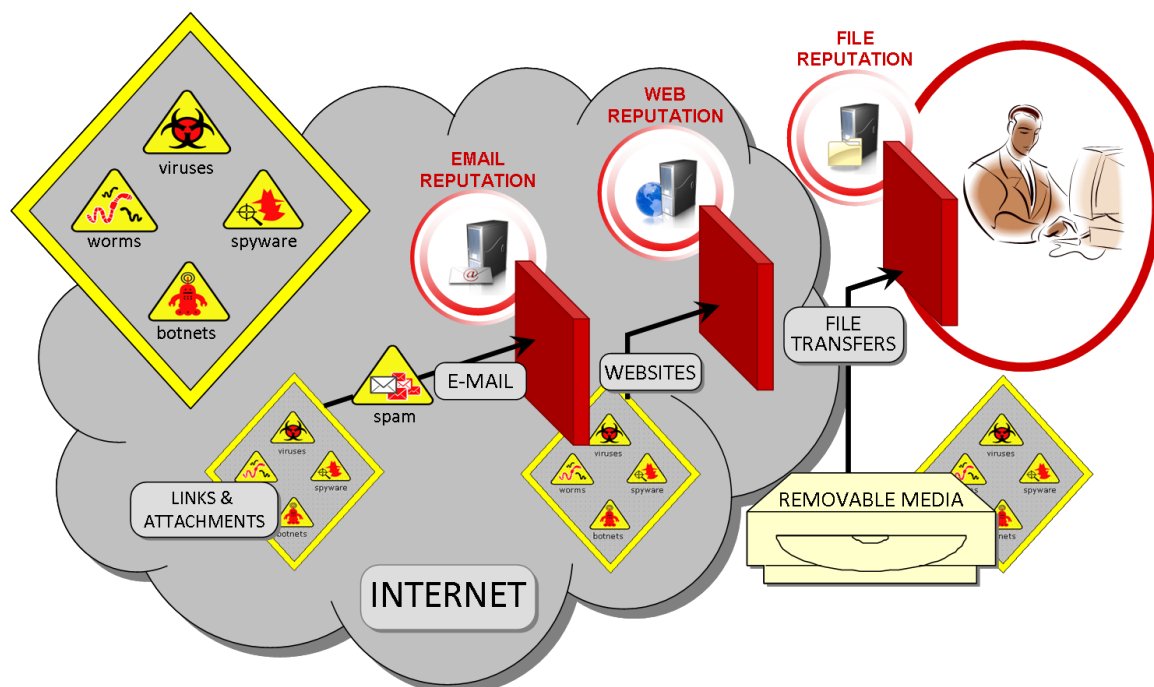 FILE
REPUTATION
WEB
REPUTATION
EMAIL
REPUTATION
viruses
worms
spyware
botnets
spam
E-MAIL
WEBSITES
FILE
TRANSFERS
viruses
spyware
botnets
LINKS &
ATTACHMENTS
viruses
worms
spyware
botnets
viruses
spyware
REMOVABLE MEDIA
@
INTERNET